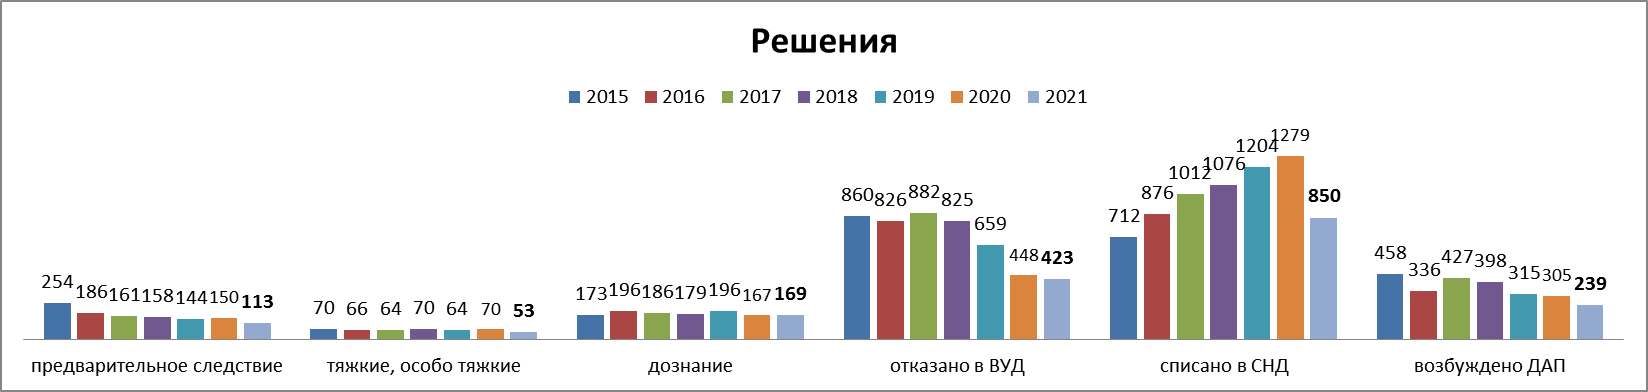 Решения
2015 2016 2017 2018 2019 2020 2021
254 186 161 158 144 150 113
70 66 64 70 64 70 53
173 196 186 179 196 167 169
860 826 882 825 659 448 423
712 876 1012 1076 1204 1279 850
458 336 427 398 315 305 239
предварительное следствие тяжкие, особо тяжкие дознание отказано в ВУД списано в СНД возбуждено ДАП